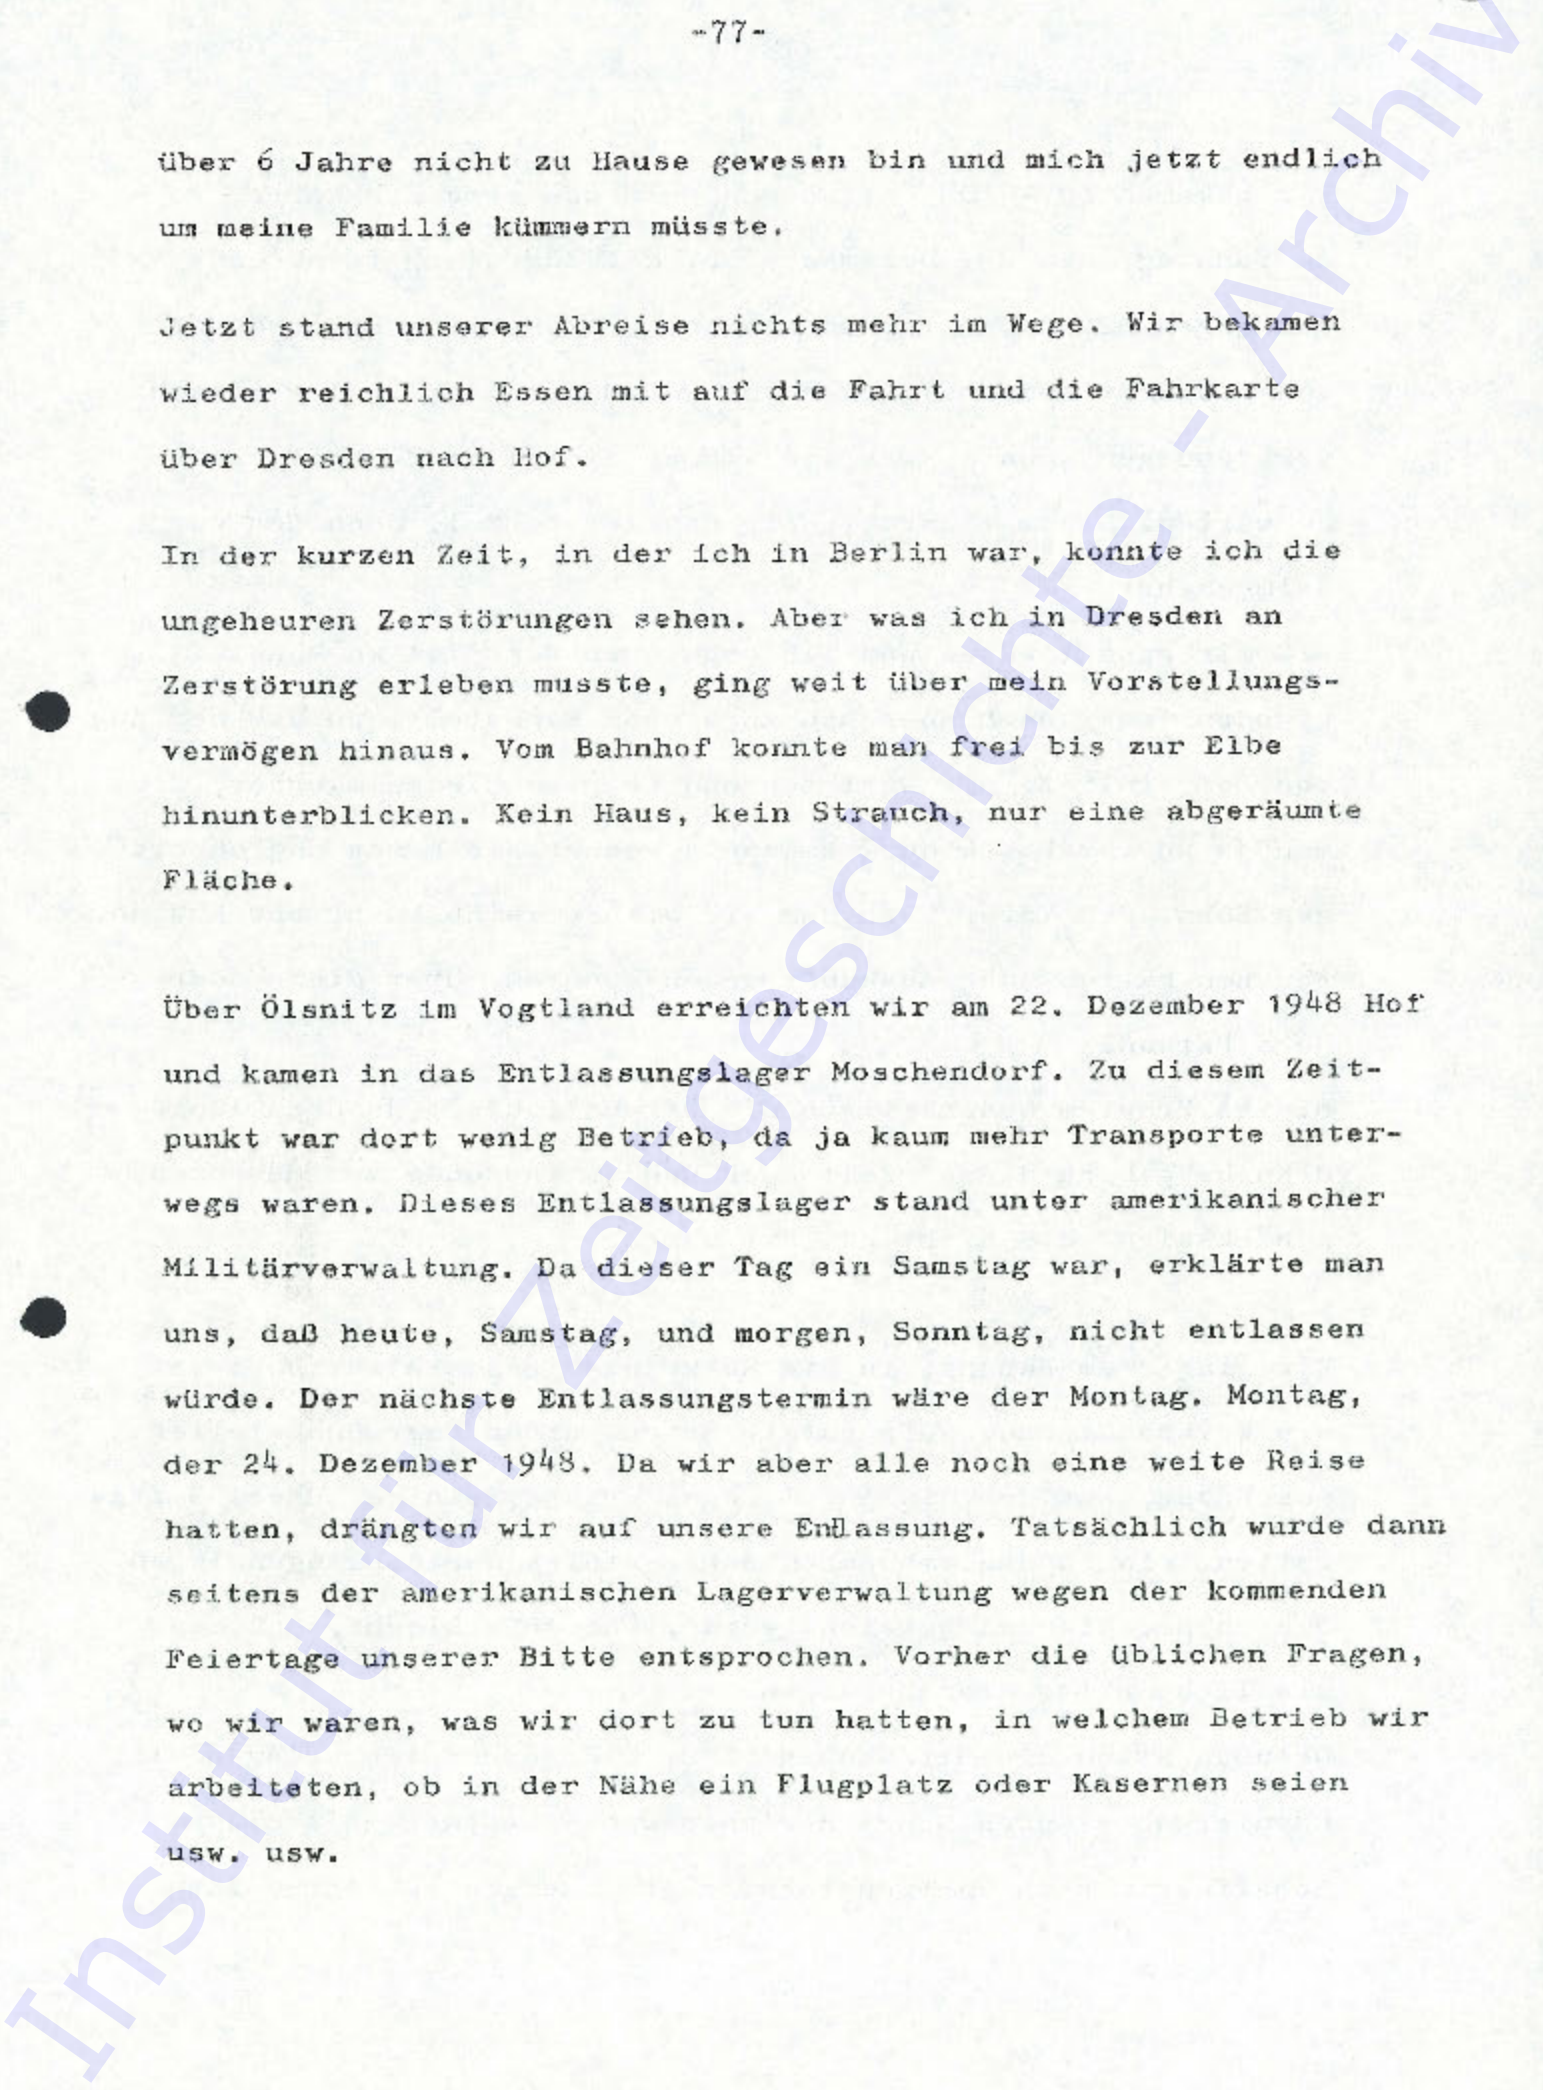 -77-
über 6 Jahre nicht zu Hause gewesen bin und mich jetzt endlich
um meine Familie kümmern müsste.
Jetzt stand unserer Abreise nichts mehr im Wege. Wir bekamen
wieder reichlich Essen mit auf die Fahrt und die Fahrkarte
über Dresden nach Hof.
In der kurzen Zeit, in der ich in Berlin war, konnte ich die
ungeheuren Zerstörungen sehen. Aber was ich in Dresden an
Zerstörung erleben musste, ging weit über mein Vorstellungs-
vermögen hinaus. Vom Bahnhof konnte man frei bis zur Elbe
hinunterblicken. Kein Haus, kein Strauch, nur eine abgeräumte
Fläche.
Über Ölsnitz im Vogtland erreichten wir am 22. Dezember 1948 Hof
und kamen in das Entlassungslager Moschendorf. Zu diesem Zeit-
punkt war dort wenig Betrieb, da ja kaum mehr Transporte unter-
wegs waren. Dieses Entlassungslager stand unter amerikanischer
Militärverwaltung. Da dieser Tag ein Samstag war, erklärte man
uns, daß heute, Samstag, und morgen, Sonntag, nicht entlassen
würde. Der nächste Entlassungstermin wäre der Montag. Montag,
der 24. Dezember 1948. Da wir aber alle noch eine weite Reise
hatten, drängten wir auf unsere Entlassung. Tatsächlich wurde dann
seitens der amerikanischen Lagerverwaltung wegen der kommenden
Feiertage unserer Bitte entsprochen. Vorher die üblichen Fragen,
wo wir waren, was wir dort zu tun hatten, in welchem Betrieb wir
arbeiteten, ob in der Nähe ein Flugplatz oder Kasernen seien
usw. usw.
Institut für Zeitgeschichte - Archiv